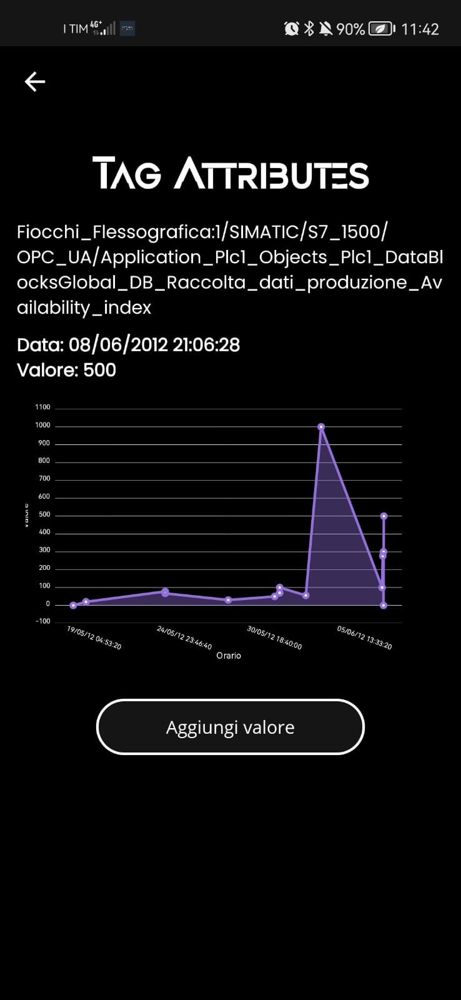 I TIM 4G+ 90% 11:42
TAG ATTRIBUTES
Fiocchi_Flessografica:1/SIMATIC/S7_1500/
OPC_UA/Application_Plc1_Objects_Plc1_DataBl
ocksGlobal_DB_Raccolta_dati_produzione_Av
ailability_index
Data: 08/06/2012 21:06:28
Valore: 500
1100
1000
900
800
700
600
500
400
300
200
100
0
-100
Valore
19/05/12 04:53:20
24/05/12 23:46:40
30/05/12 18:40:00
05/06/12 13:33:20
Orario
Aggiungi valore